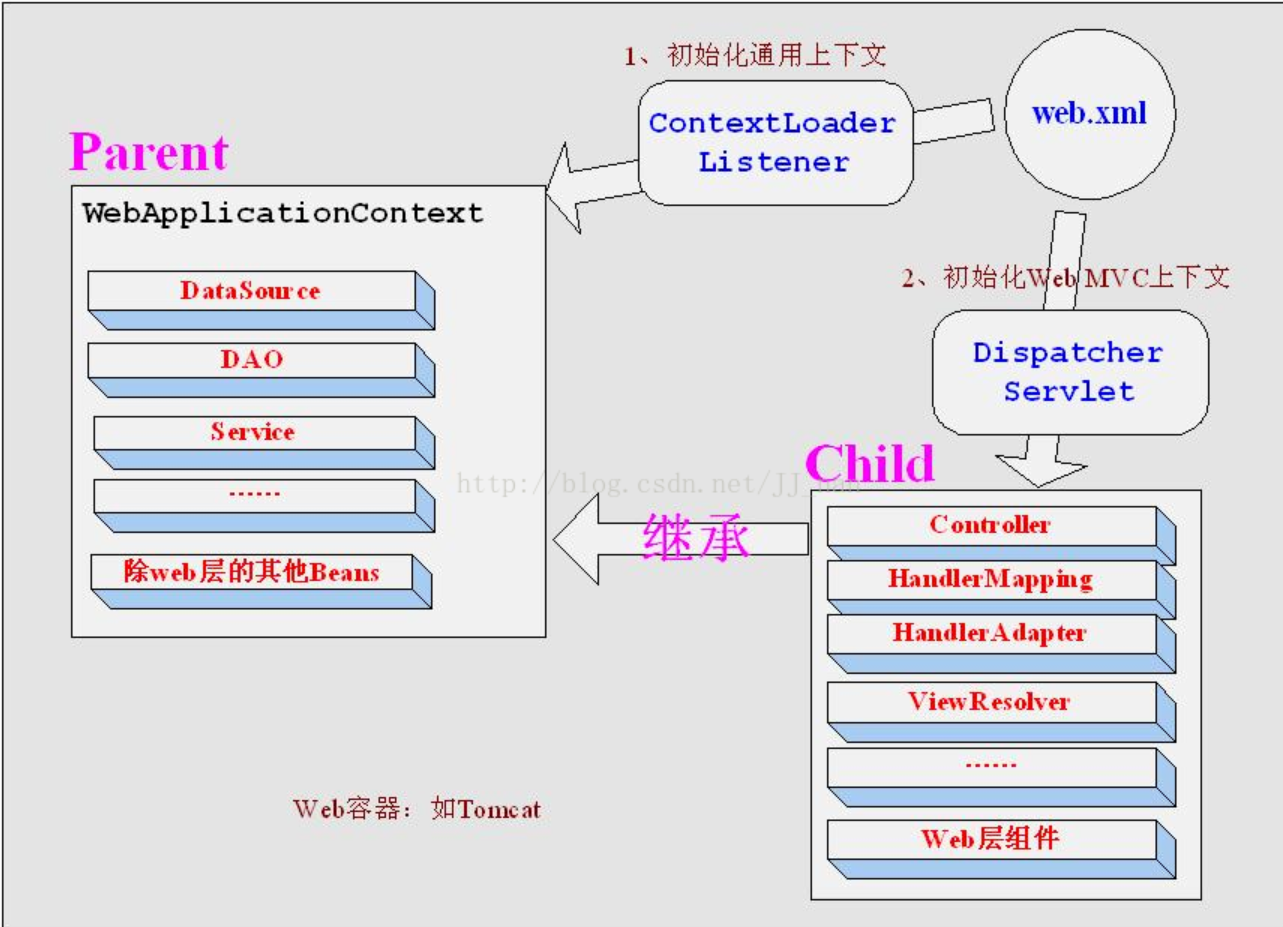 1、初始化通用上下文
ContextLoader
Listener
web.xml
Parent
WebApplicationContext
DataSource
DAO
Service
......
除web层的其他Beans
2、初始化Web MVC上下文
Dispatcher
Servlet
Child
http://blog.csdn.net/JJ_nan
继承
Controller
HandlerMapping
HandlerAdapter
ViewResolver
......
Web层组件
Web容器：如Tomcat